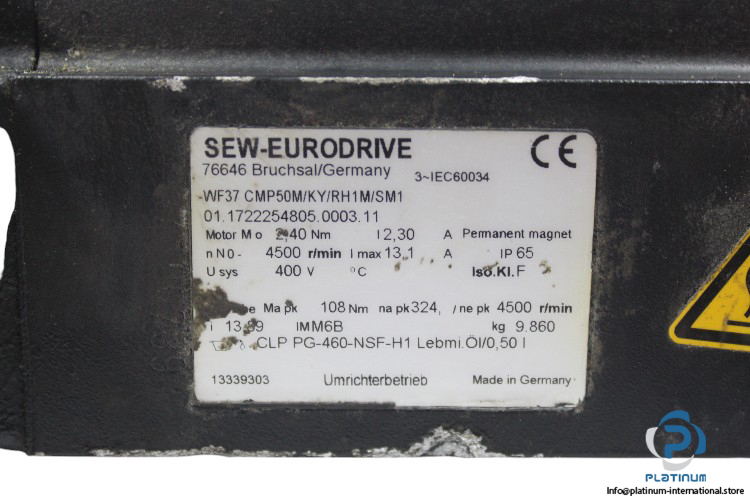 SEW-EURODRIVE
CE
76646 Bruchsal/Germany 3~IEC60034
WF37 CMP50M/KY/RH1M/SM1
01.1722254805.0003.11
Motor M o 2,40 Nm I 2,30 A Permanent magnet
n N0- 4500 r/min I max 13,1 A IP 65
U sys 400 V °C Iso.Kl.F
Ma pk 108 Nm na pk 324, / ne pk 4500 r/min
i IM M6B kg 9.860
CLP PG-460-NSF-H1 Lebmi.Öl/0,50 l
13339303 Umrichterbetrieb Made in Germany
PLATINUM
Info@platinum-international.store